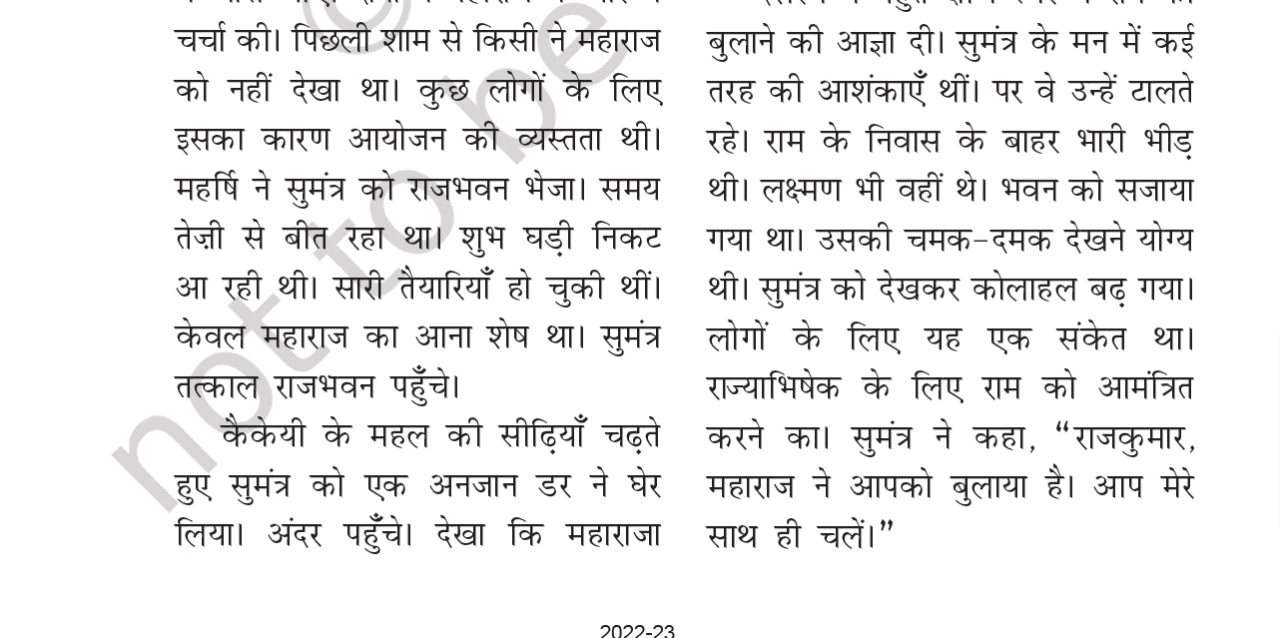 चर्चा की। पिछली शाम से किसी ने महाराज
को नहीं देखा था। कुछ लोगों के लिए
इसका कारण आयोजन की व्यस्तता थी।
महर्षि ने सुमंत्र को राजभवन भेजा। समय
तेज़ी से बीत रहा था। शुभ घड़ी निकट
आ रही थी। सारी तैयारियाँ हो चुकी थीं।
केवल महाराज का आना शेष था। सुमंत्र
तत्काल राजभवन पहुँचे।
कैकेयी के महल की सीढ़ियाँ चढ़ते
हुए सुमंत्र को एक अनजान डर ने घेर
लिया। अंदर पहुँचे। देखा कि महाराजा
बुलाने की आज्ञा दी। सुमंत्र के मन में कई
तरह की आशंकाएँ थीं। पर वे उन्हें टालते
रहे। राम के निवास के बाहर भारी भीड़
थी। लक्ष्मण भी वहीं थे। भवन को सजाया
गया था। उसकी चमक-दमक देखने योग्य
थी। सुमंत्र को देखकर कोलाहल बढ़ गया।
लोगों के लिए यह एक संकेत था।
राज्याभिषेक के लिए राम को आमंत्रित
करने का। सुमंत्र ने कहा, “राजकुमार,
महाराज ने आपको बुलाया है। आप मेरे
साथ ही चलें।”
not to be
©
2022-23